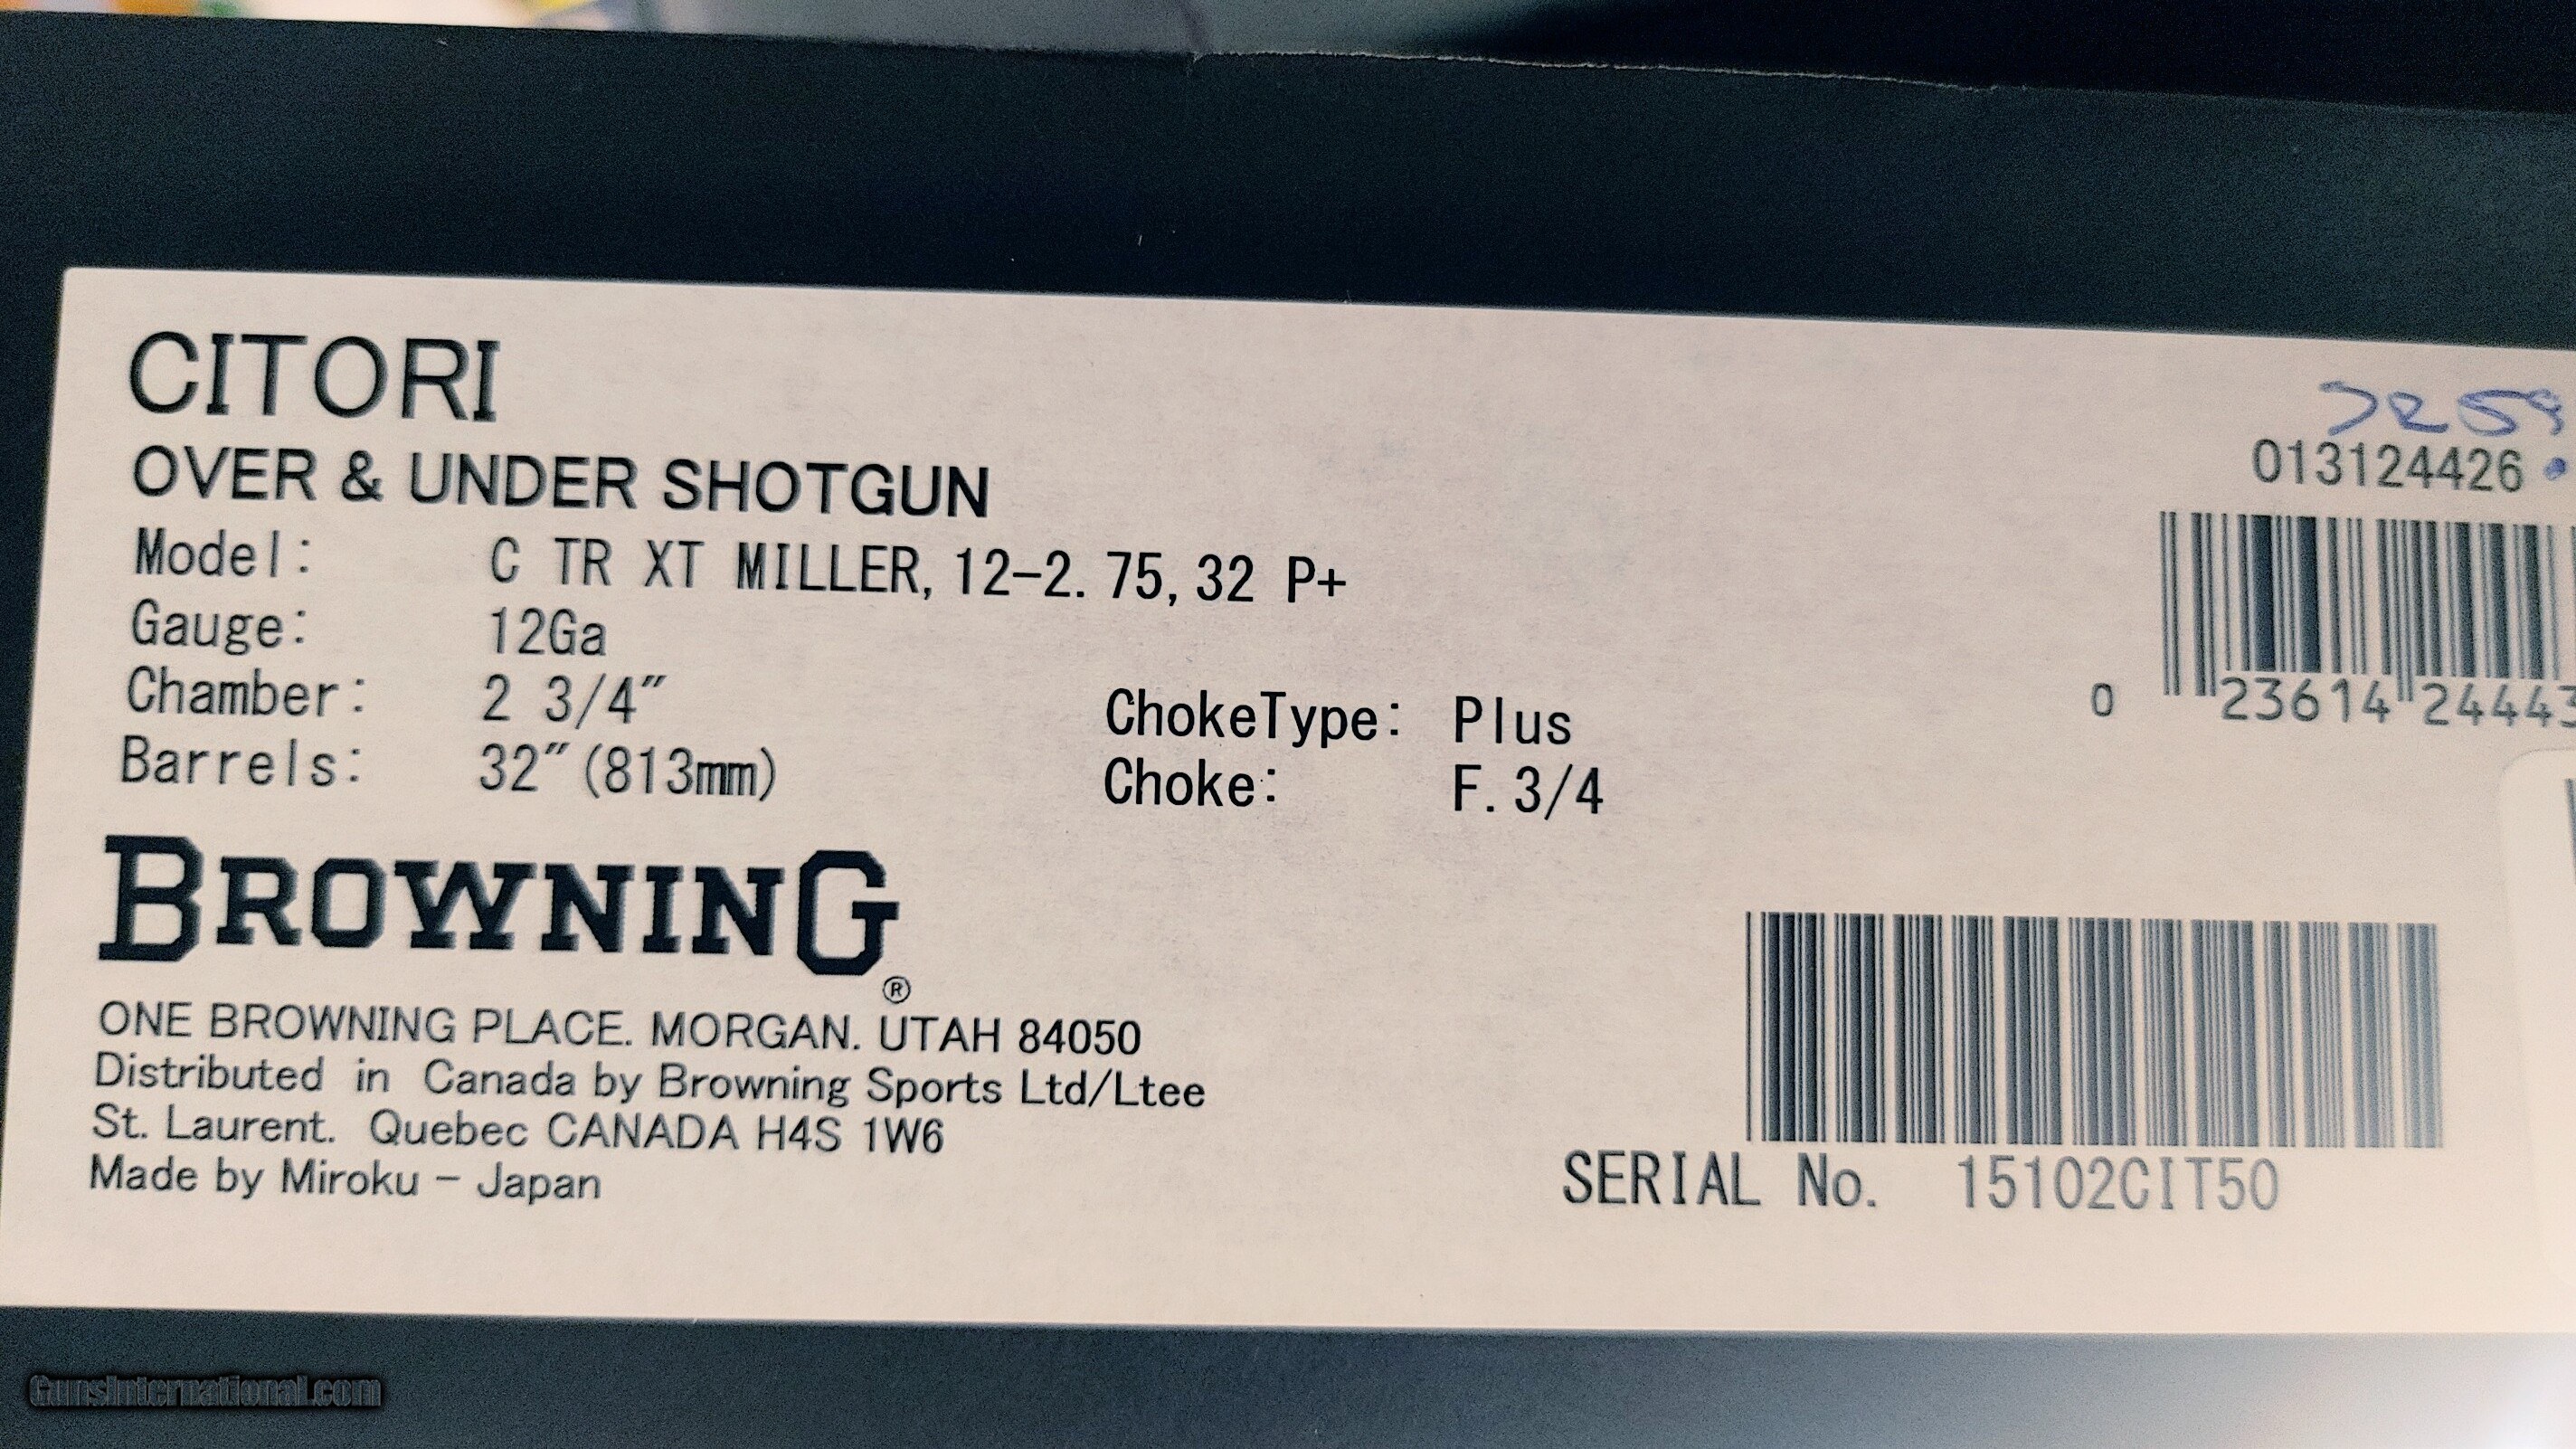 CITORI
OVER & UNDER SHOTGUN
Model: C TR XT MILLER, 12-2.75, 32 P+
Gauge: 12Ga
Chamber: 2 3/4″
Barrels: 32″(813mm)
ChokeType: Plus
Choke: F. 3/4
BROWNING®
ONE BROWNING PLACE. MORGAN. UTAH 84050
Distributed in Canada by Browning Sports Ltd/Ltee
St. Laurent. Quebec CANADA H4S 1W6
Made by Miroku - Japan
013124426
0 23614 24443
SERIAL No. 15102CIT50
GunsInternational.com